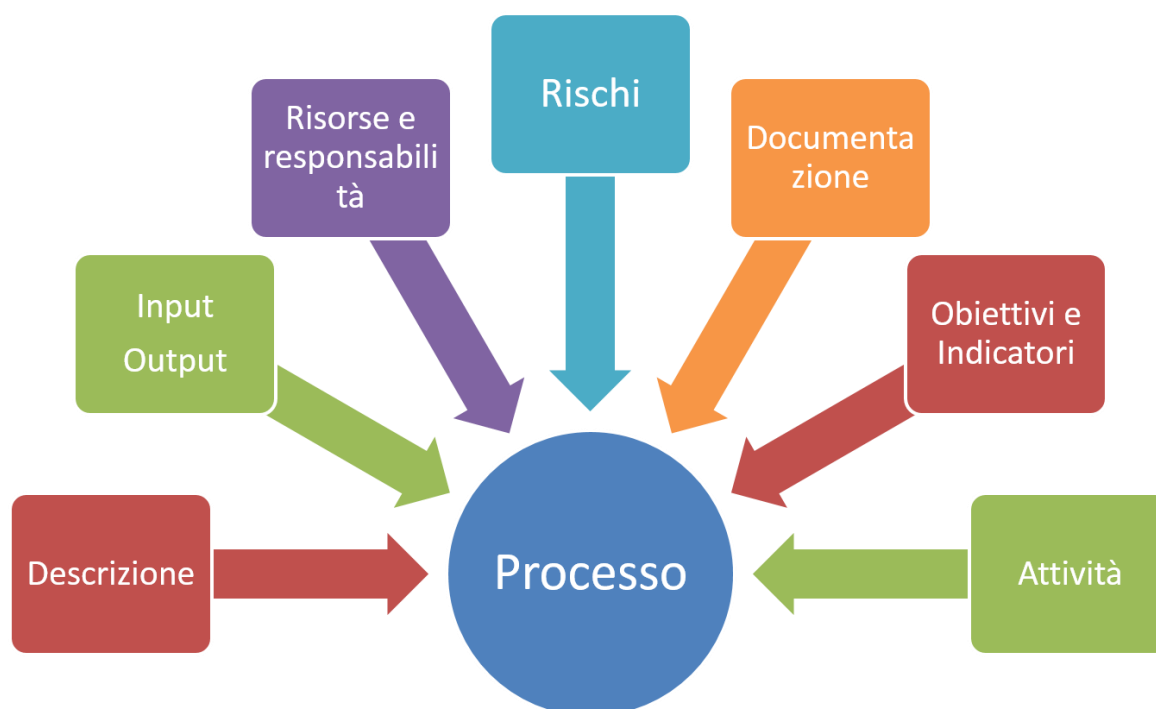 Rischi
Risorse e
responsabili
tà
Documenta
zione
Input
Output
Obiettivi e
Indicatori
Descrizione
Processo
Attività